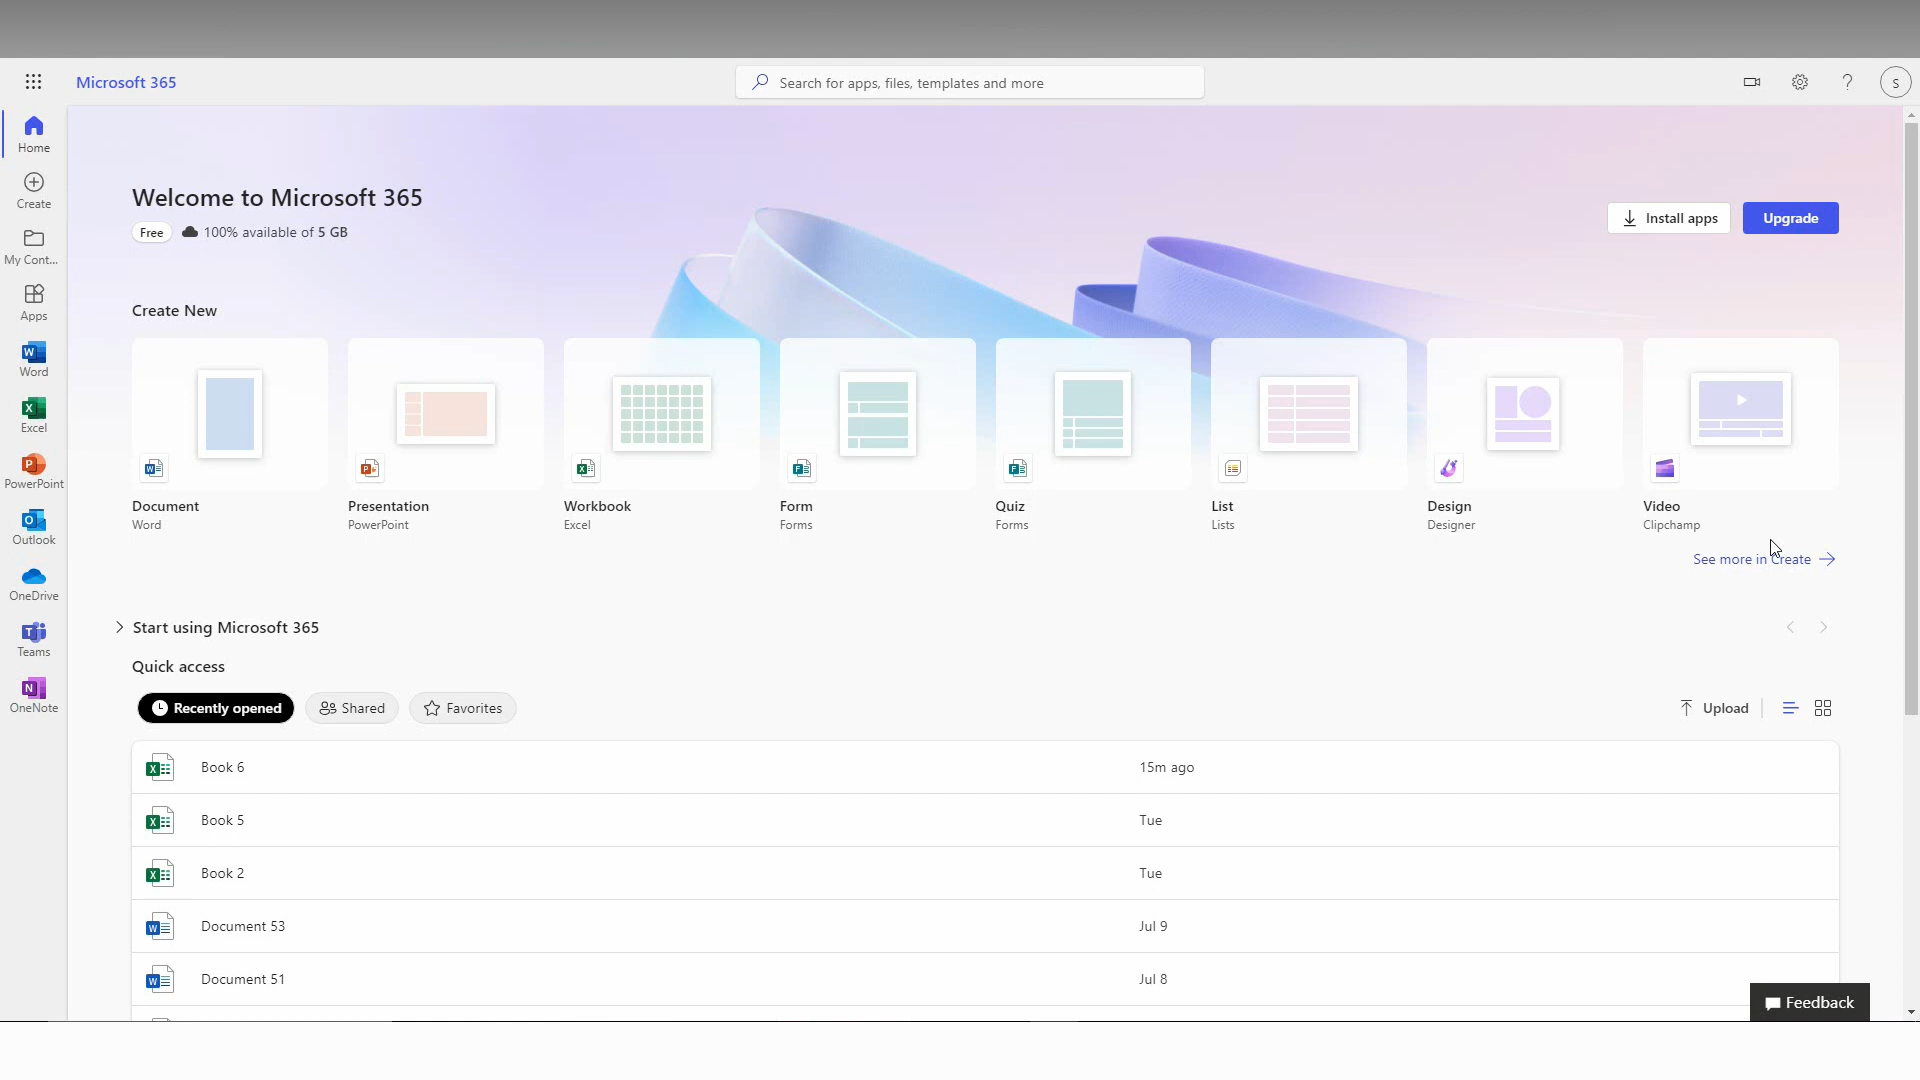 Microsoft 365
Search for apps, files, templates and more
S
Home
Create
My Cont...
Apps
Word
Excel
PowerPoint
Outlook
OneDrive
Teams
OneNote
Welcome to Microsoft 365
Free 100% available of 5 GB
Install apps
Upgrade
Create New
Document
Word
Presentation
PowerPoint
Workbook
Excel
Form
Forms
Quiz
Forms
List
Lists
Design
Designer
Video
Clipchamp
See more in Create
Start using Microsoft 365
Quick access
Recently opened
Shared
Favorites
Upload
Book 6 15m ago
Book 5 Tue
Book 2 Tue
Document 53 Jul 9
Document 51 Jul 8
Feedback